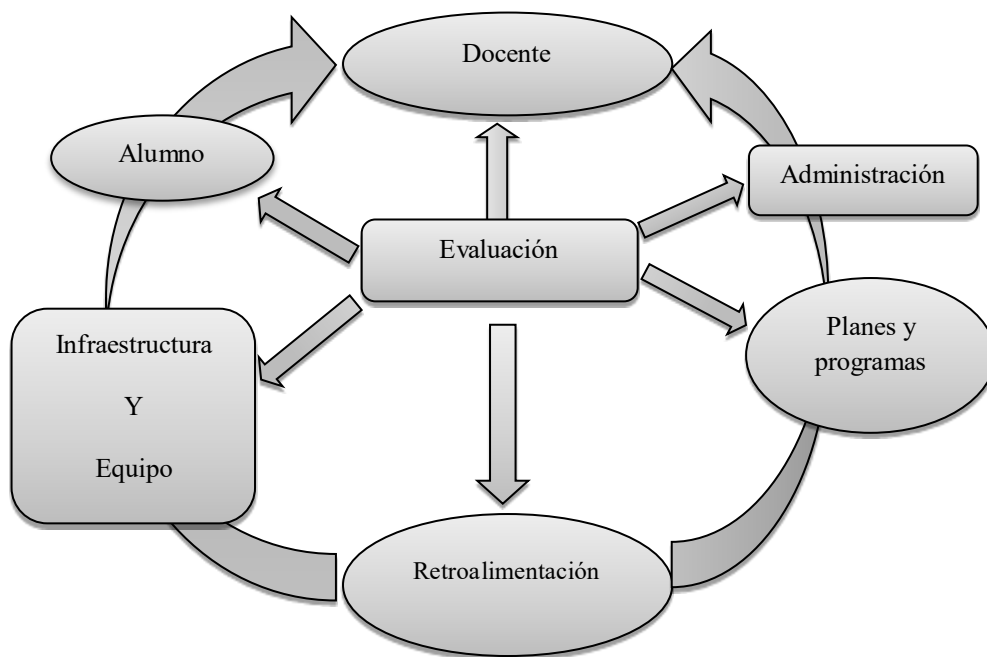 Docente
Alumno
Administración
Evaluación
Infraestructura
Y
Equipo
Planes y
programas
Retroalimentación